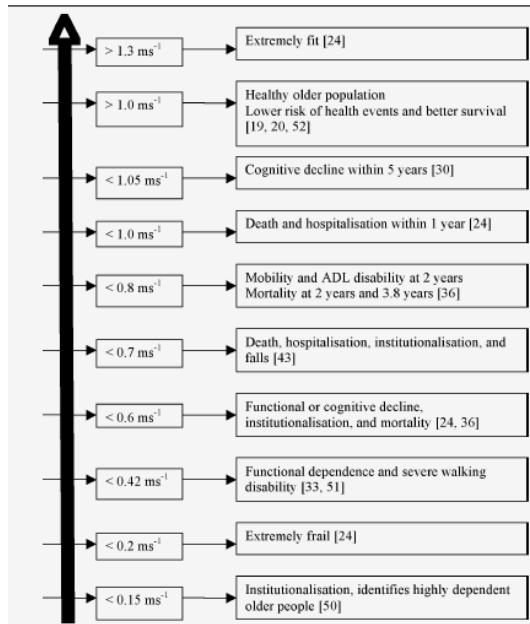 > 1.3 ms⁻¹
Extremely fit [24]
> 1.0 ms⁻¹
Healthy older population
Lower risk of health events and better survival
[19, 20, 52]
< 1.05 ms⁻¹
Cognitive decline within 5 years [30]
< 1.0 ms⁻¹
Death and hospitalisation within 1 year [24]
< 0.8 ms⁻¹
Mobility and ADL disability at 2 years
Mortality at 2 years and 3.8 years [36]
< 0.7 ms⁻¹
Death, hospitalisation, institutionalisation, and
falls [43]
< 0.6 ms⁻¹
Functional or cognitive decline,
institutionalisation, and mortality [24, 36]
< 0.42 ms⁻¹
Functional dependence and severe walking
disability [33, 51]
< 0.2 ms⁻¹
Extremely frail [24]
< 0.15 ms⁻¹
Institutionalisation, identifies highly dependent
older people [50]